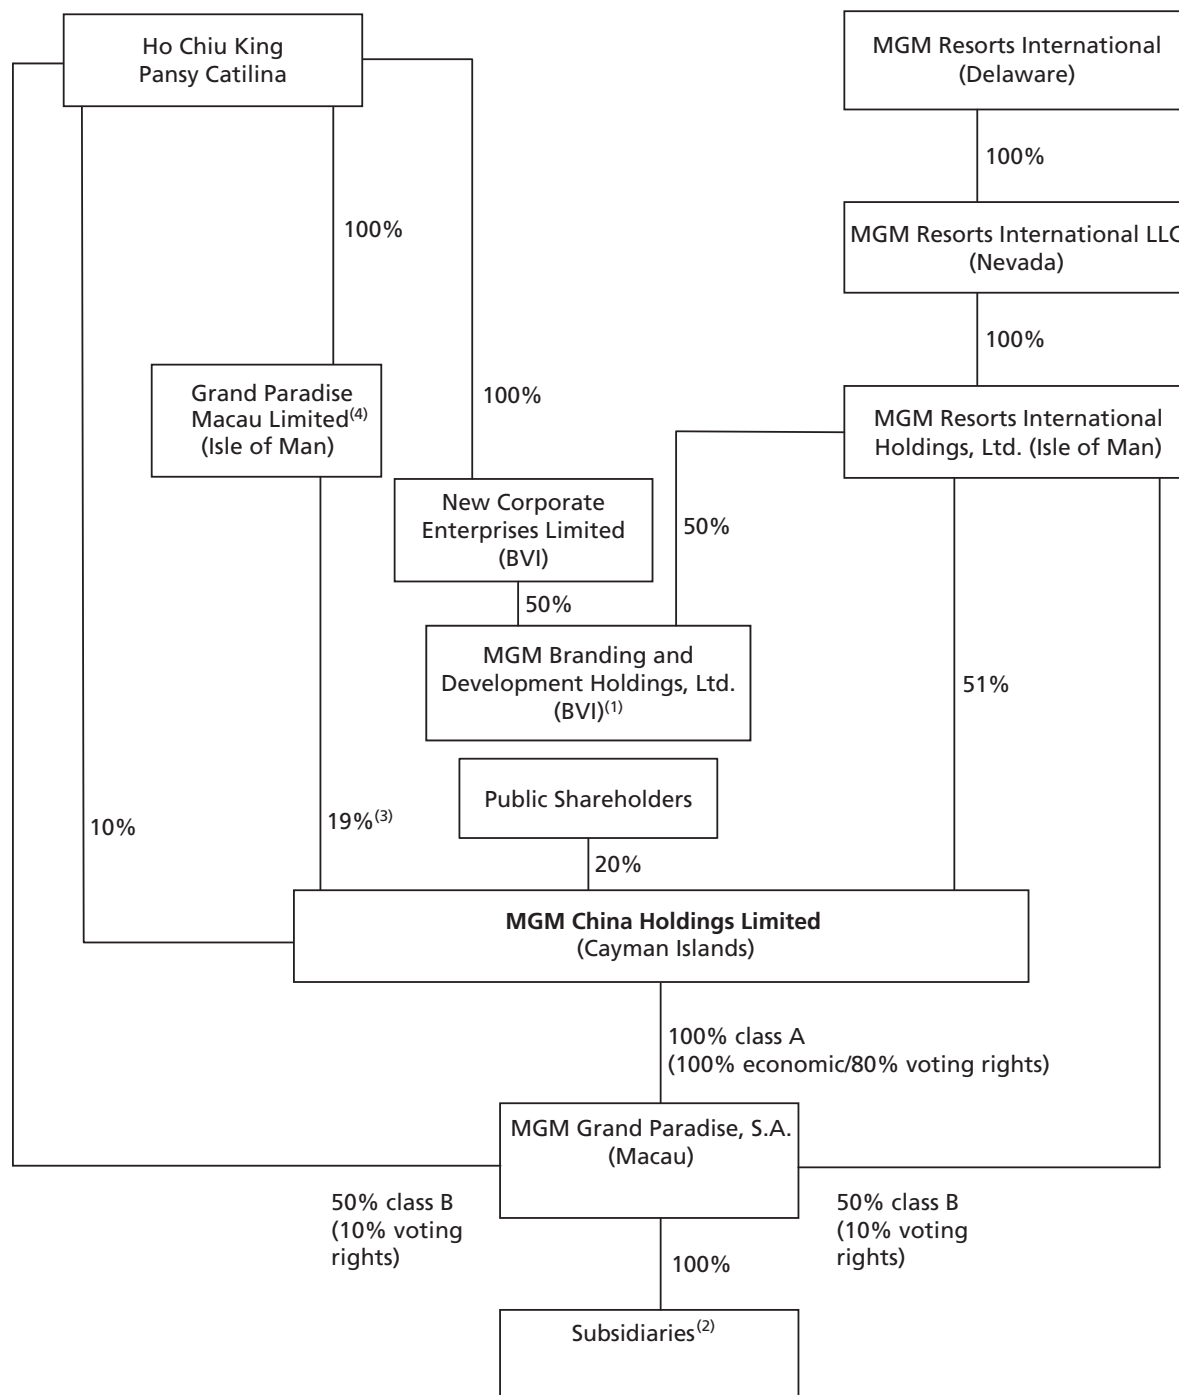 Ho Chiu King
Pansy Catilina
MGM Resorts International
(Delaware)
100%
MGM Resorts International LLC
(Nevada)
100%
100%
Grand Paradise
Macau Limited(4)
(Isle of Man)
100%
MGM Resorts International
Holdings, Ltd. (Isle of Man)
New Corporate
Enterprises Limited
(BVI)
50%
50%
MGM Branding and
Development Holdings, Ltd.
(BVI)(1)
51%
Public Shareholders
10%
19%(3)
20%
MGM China Holdings Limited
(Cayman Islands)
100% class A
(100% economic/80% voting rights)
MGM Grand Paradise, S.A.
(Macau)
50% class B
(10% voting
rights)
50% class B
(10% voting
rights)
100%
Subsidiaries(2)